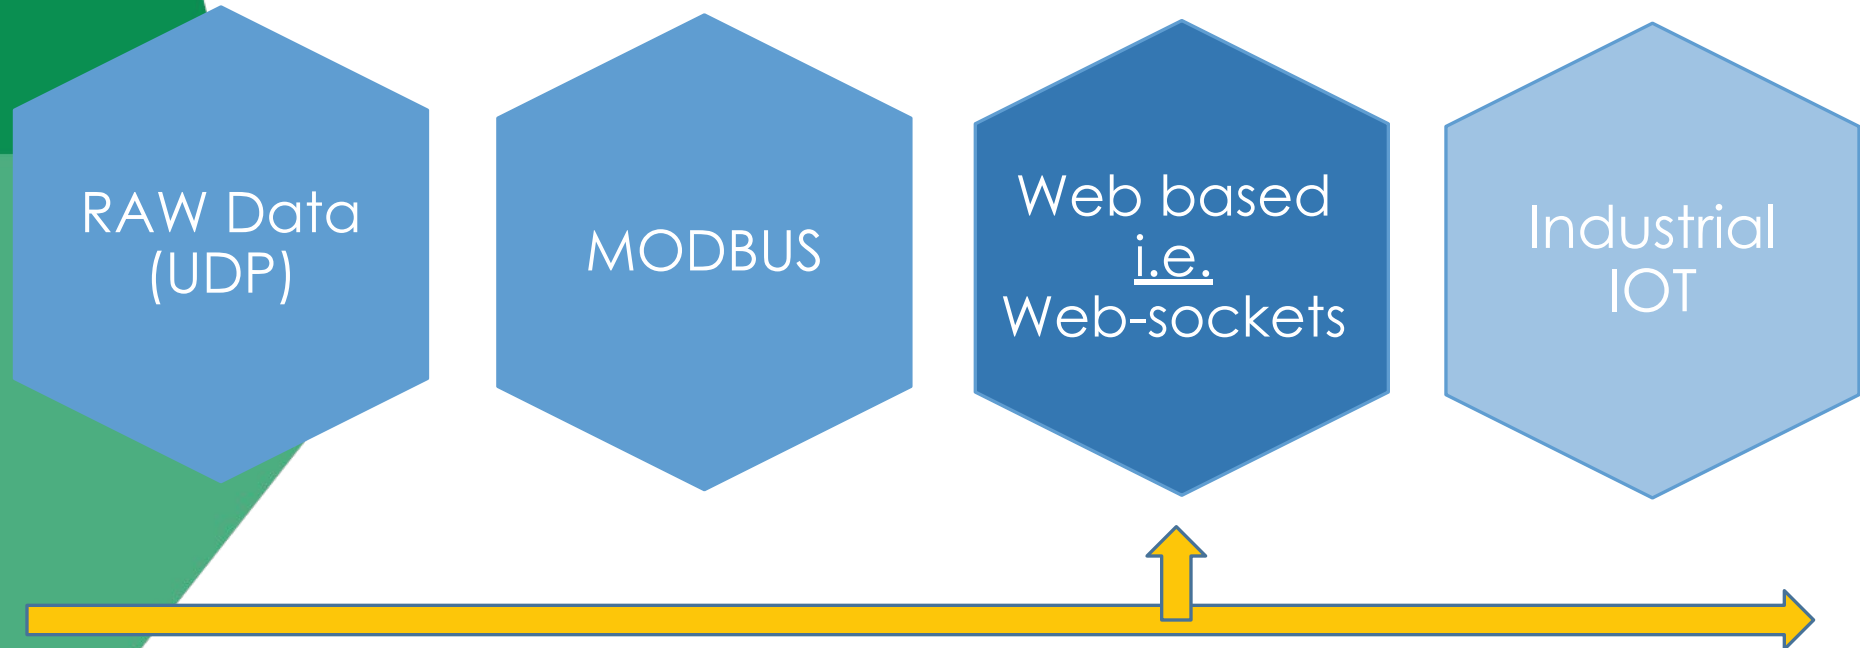 RAW Data
(UDP)
MODBUS
Web based
i.e.
Web-sockets
Industrial
IOT